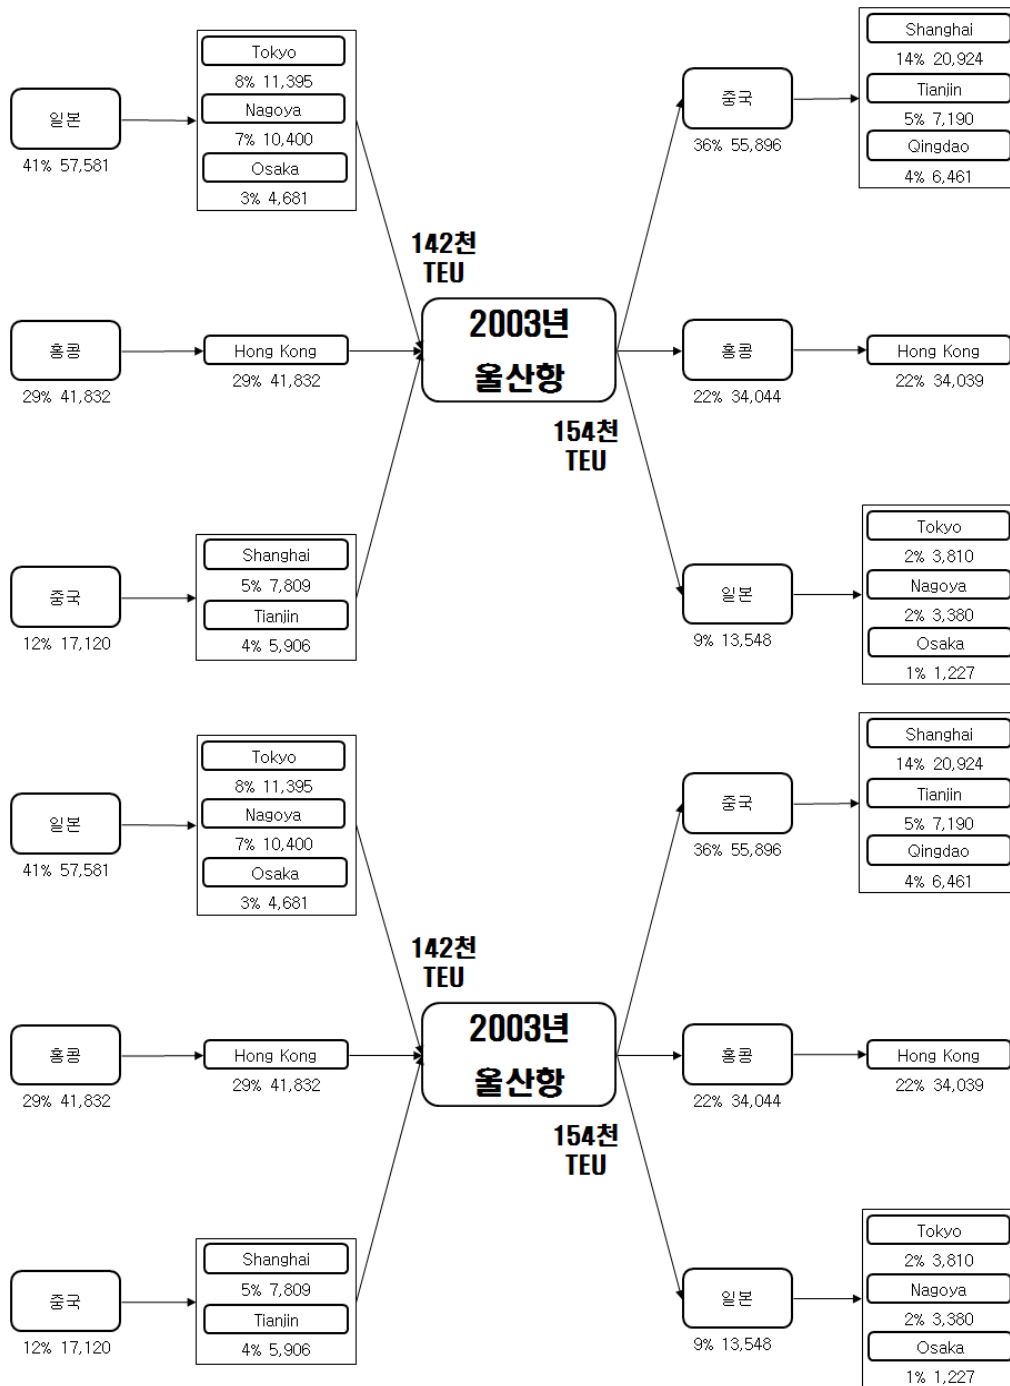 Tokyo
8% 11,395
Nagoya
7% 10,400
Osaka
3% 4,681
일본
41% 57,581
142천
TEU
홍콩
29% 41,832
Hong Kong
29% 41,832
2003년
울산항
Shanghai
5% 7,809
Tianjin
4% 5,906
중국
12% 17,120
중국
36% 55,896
Shanghai
14% 20,924
Tianjin
5% 7,190
Qingdao
4% 6,461
홍콩
22% 34,044
Hong Kong
22% 34,039
154천
TEU
일본
9% 13,548
Tokyo
2% 3,810
Nagoya
2% 3,380
Osaka
1% 1,227
Tokyo
8% 11,395
Nagoya
7% 10,400
Osaka
3% 4,681
일본
41% 57,581
142천
TEU
홍콩
29% 41,832
Hong Kong
29% 41,832
2003년
울산항
Shanghai
5% 7,809
Tianjin
4% 5,906
중국
12% 17,120
중국
36% 55,896
Shanghai
14% 20,924
Tianjin
5% 7,190
Qingdao
4% 6,461
홍콩
22% 34,044
Hong Kong
22% 34,039
154천
TEU
일본
9% 13,548
Tokyo
2% 3,810
Nagoya
2% 3,380
Osaka
1% 1,227